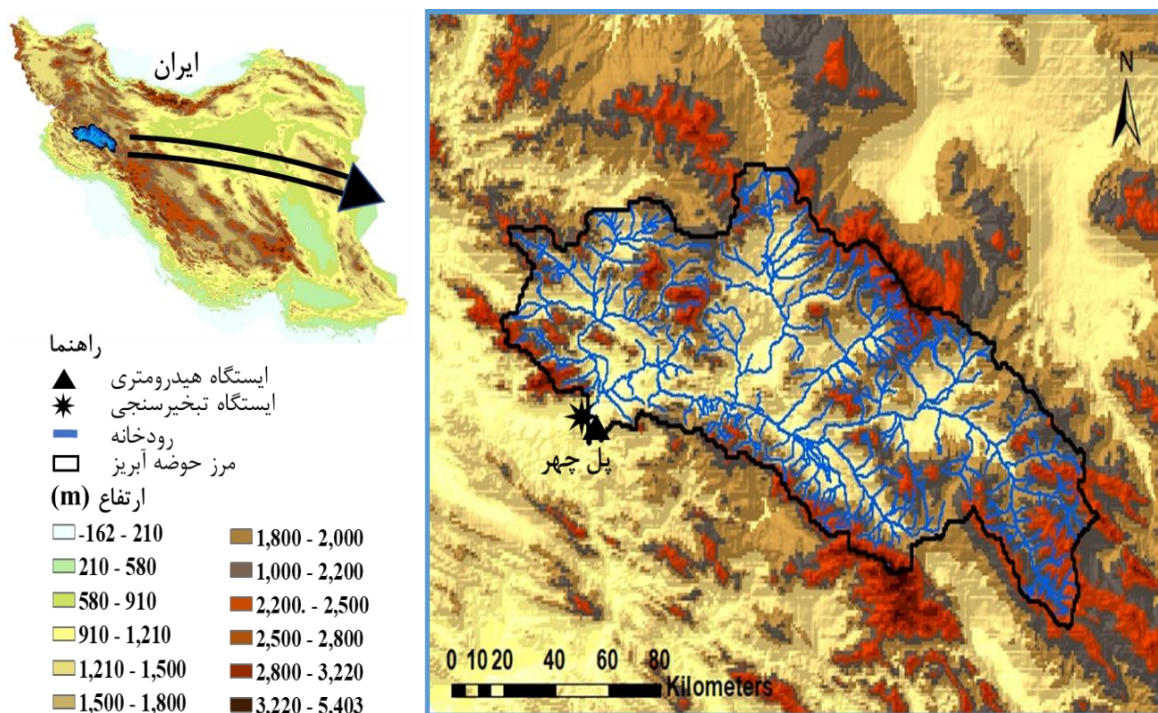 ایران
راهنما
ایستگاه هیدرومتری
ایستگاه تبخیرسنجی
رودخانه
مرز حوضه آبریز
ارتفاع (m)
-162 - 210
210 - 580
580 - 910
910 - 1,210
1,210 - 1,500
1,500 - 1,800
1,800 - 2,000
1,000 - 2,200
2,200. - 2,500
2,500 - 2,800
2,800 - 3,220
3,220 - 5,403
N
پل چهر
0 10 20 40 60 80
Kilometers